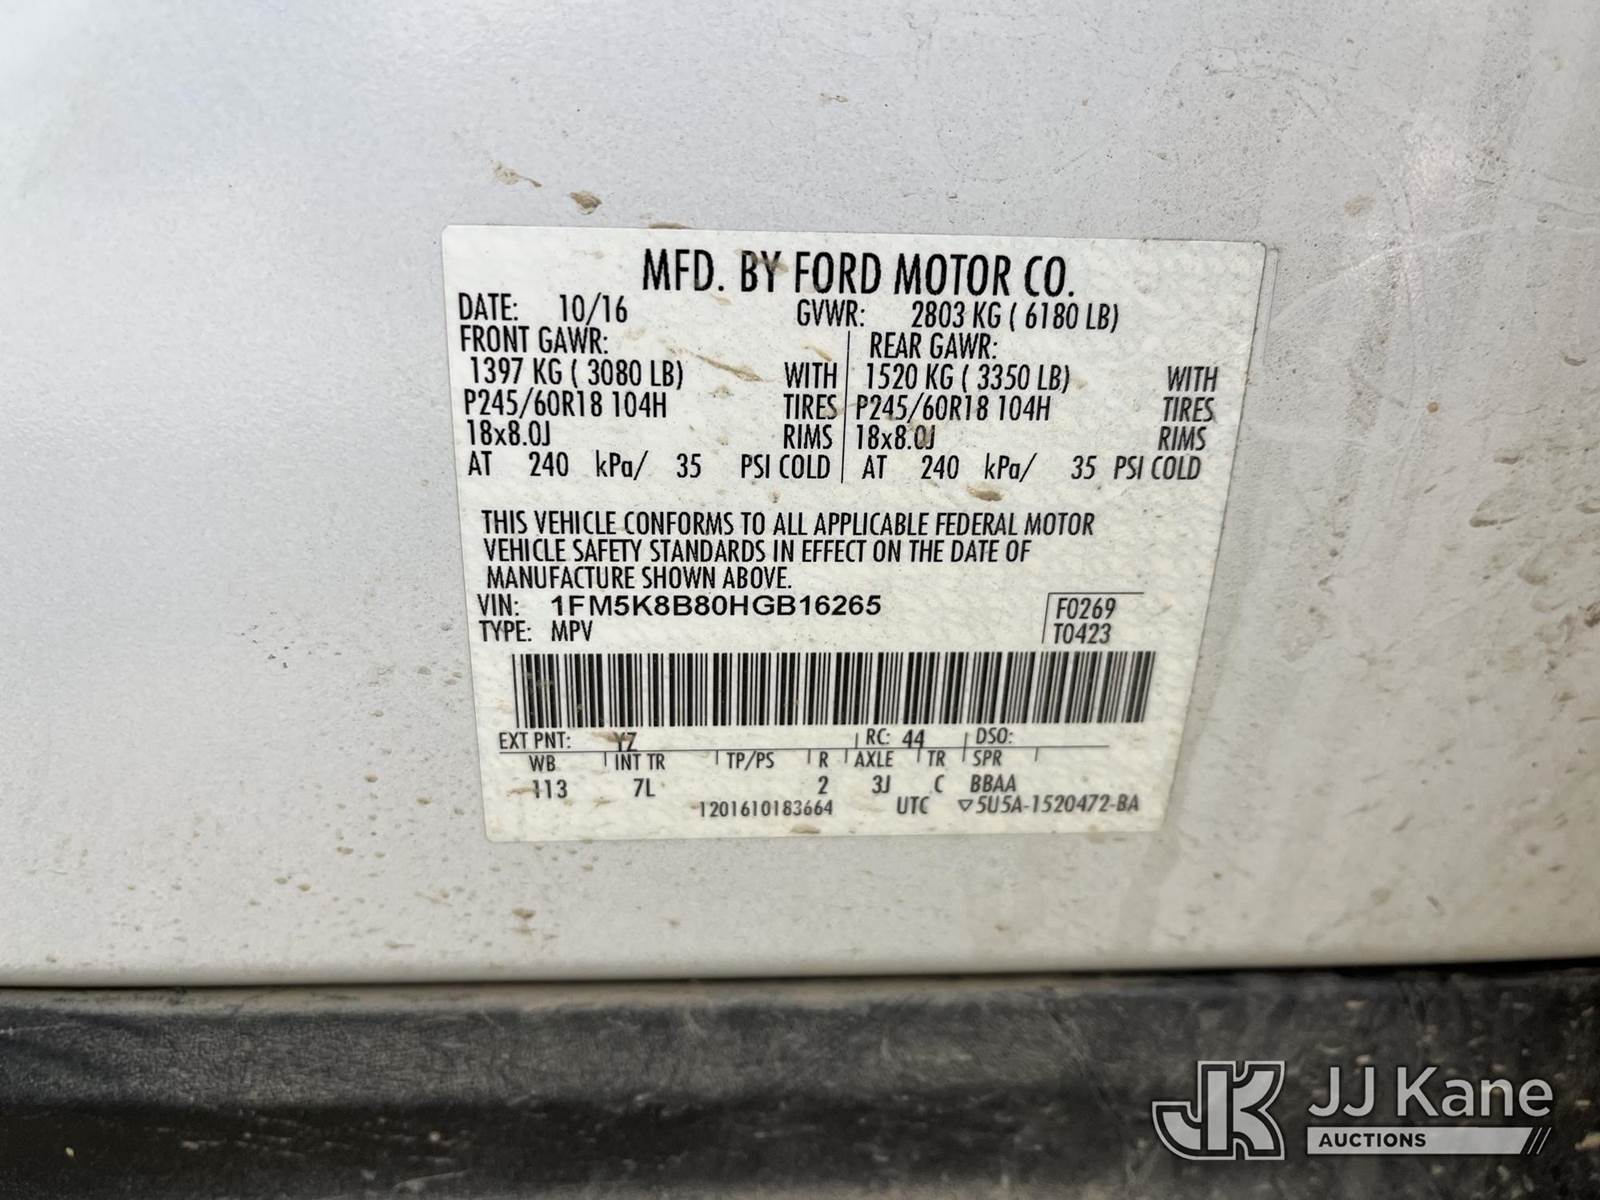 MFD. BY FORD MOTOR CO.
DATE: 10/16 GVWR: 2803 KG ( 6180 LB)
FRONT GAWR: REAR GAWR:
1397 KG ( 3080 LB) WITH 1520 KG ( 3350 LB) WITH
P245/60R18 104H TIRES P245/60R18 104H TIRES
18x8.0J RIMS 18x8.0J RIMS
AT 240 kPa/ 35 PSI COLD AT 240 kPa/ 35 PSI COLD
THIS VEHICLE CONFORMS TO ALL APPLICABLE FEDERAL MOTOR
VEHICLE SAFETY STANDARDS IN EFFECT ON THE DATE OF
MANUFACTURE SHOWN ABOVE.
VIN: 1FM5K8B80HGB16265 F0269
TYPE: MPV T0423
EXT PNT: YZ RC: 44 DSO:
WB INT TR TP/PS R AXLE TR SPR
113 7L 2 3J C BBAA
1201610183664 UTC ▽5U5A-1520472-BA
JK JJ Kane
AUCTIONS